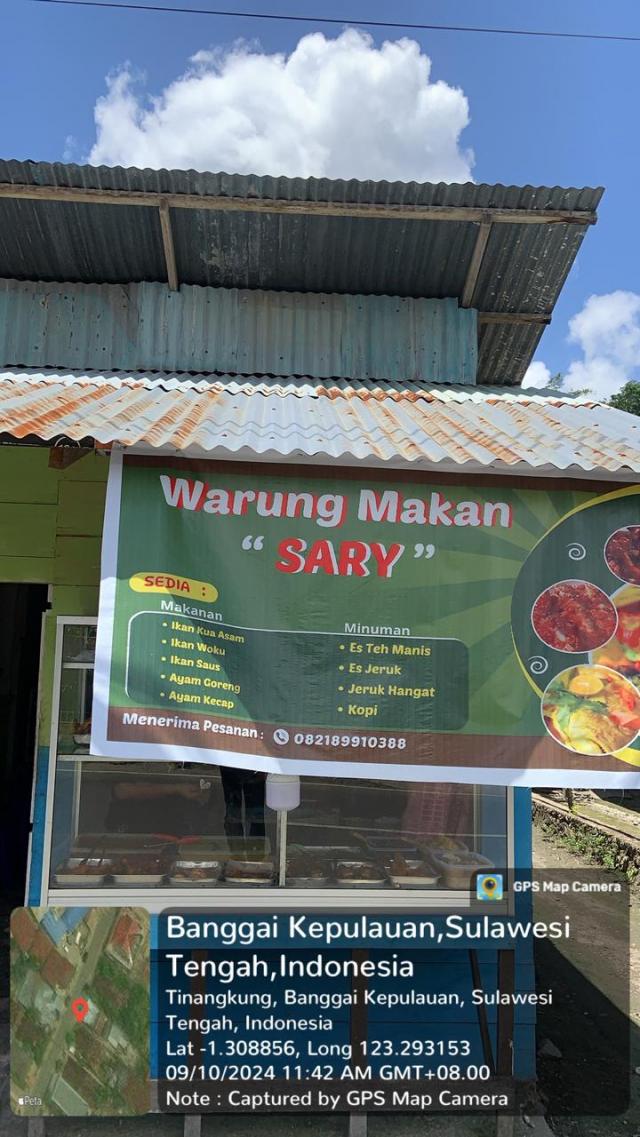 Warung Makan
“ SARY ”
SEDIA :
Makanan
• Ikan Kua Asam
• Ikan Woku
• Ikan Saus
• Ayam Goreng
• Ayam Kecap
Minuman
• Es Teh Manis
• Es Jeruk
• Jeruk Hangat
• Kopi
Menerima Pesanan : 082189910388
GPS Map Camera
Banggai Kepulauan,Sulawesi
Tengah,Indonesia
Tinangkung, Banggai Kepulauan, Sulawesi
Tengah, Indonesia
Lat -1.308856, Long 123.293153
09/10/2024 11:42 AM GMT+08.00
Note : Captured by GPS Map Camera
Peta